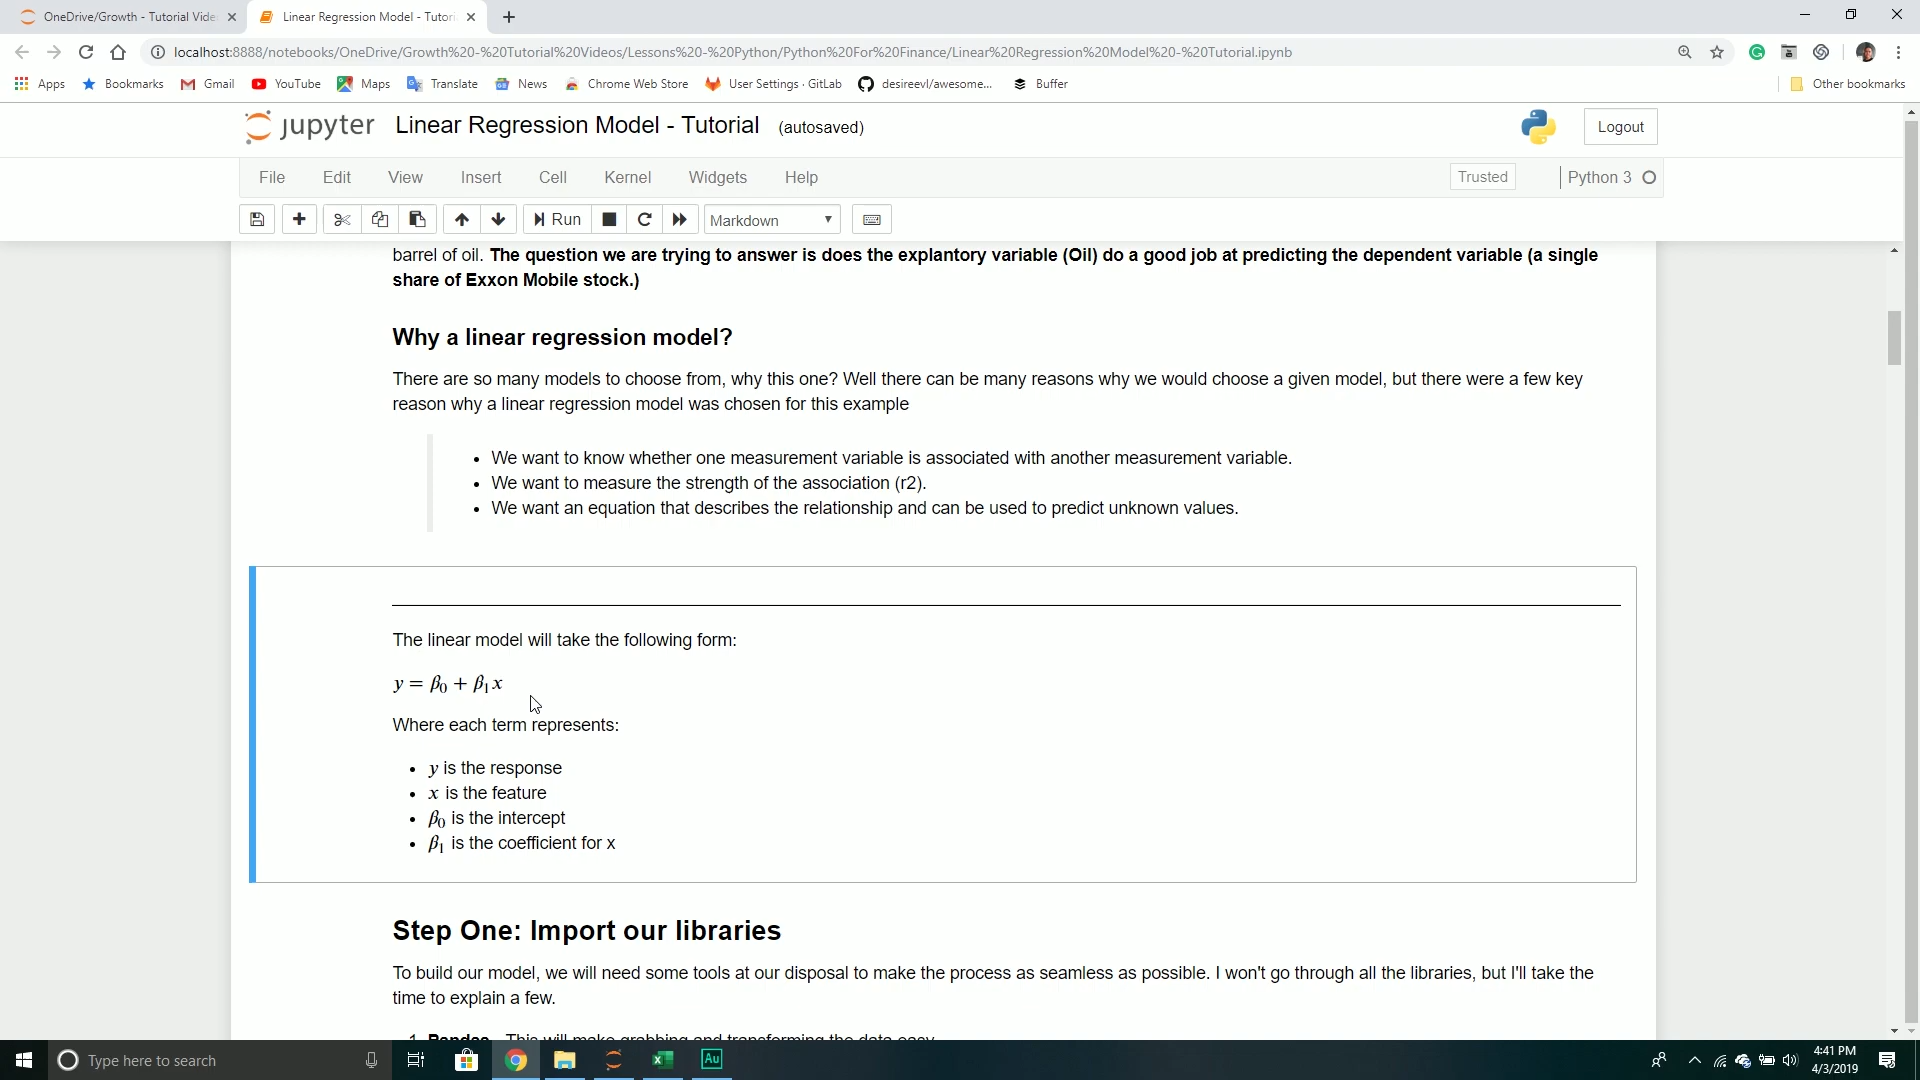 OneDrive/Growth - Tutorial Vide
Linear Regression Model - Tutori
localhost:8888/notebooks/OneDrive/Growth%20-%20Tutorial%20Videos/Lessons%20-%20Python/Python%20For%20Finance/Linear%20Regression%20Model%20-%20Tutorial.ipynb
Apps
Bookmarks
Gmail
YouTube
Maps
Translate
News
Chrome Web Store
User Settings · GitLab
desireevl/awesome...
Buffer
Other bookmarks
jupyter
Linear Regression Model - Tutorial
(autosaved)
Logout
File
Edit
View
Insert
Cell
Kernel
Widgets
Help
Trusted
Python 3
Run
Markdown
barrel of oil. The question we are trying to answer is does the explantory variable (Oil) do a good job at predicting the dependent variable (a single
share of Exxon Mobile stock.)
Why a linear regression model?
There are so many models to choose from, why this one? Well there can be many reasons why we would choose a given model, but there were a few key
reason why a linear regression model was chosen for this example
• We want to know whether one measurement variable is associated with another measurement variable.
• We want to measure the strength of the association (r2).
• We want an equation that describes the relationship and can be used to predict unknown values.
The linear model will take the following form:
y = β₀ + β₁x
Where each term represents:
• y is the response
• x is the feature
• β₀ is the intercept
• β₁ is the coefficient for x
Step One: Import our libraries
To build our model, we will need some tools at our disposal to make the process as seamless as possible. I won't go through all the libraries, but I'll take the
time to explain a few.
1. Pandas - This will make grabbing and transforming the data easy
Type here to search
Au
4:41 PM
4/3/2019